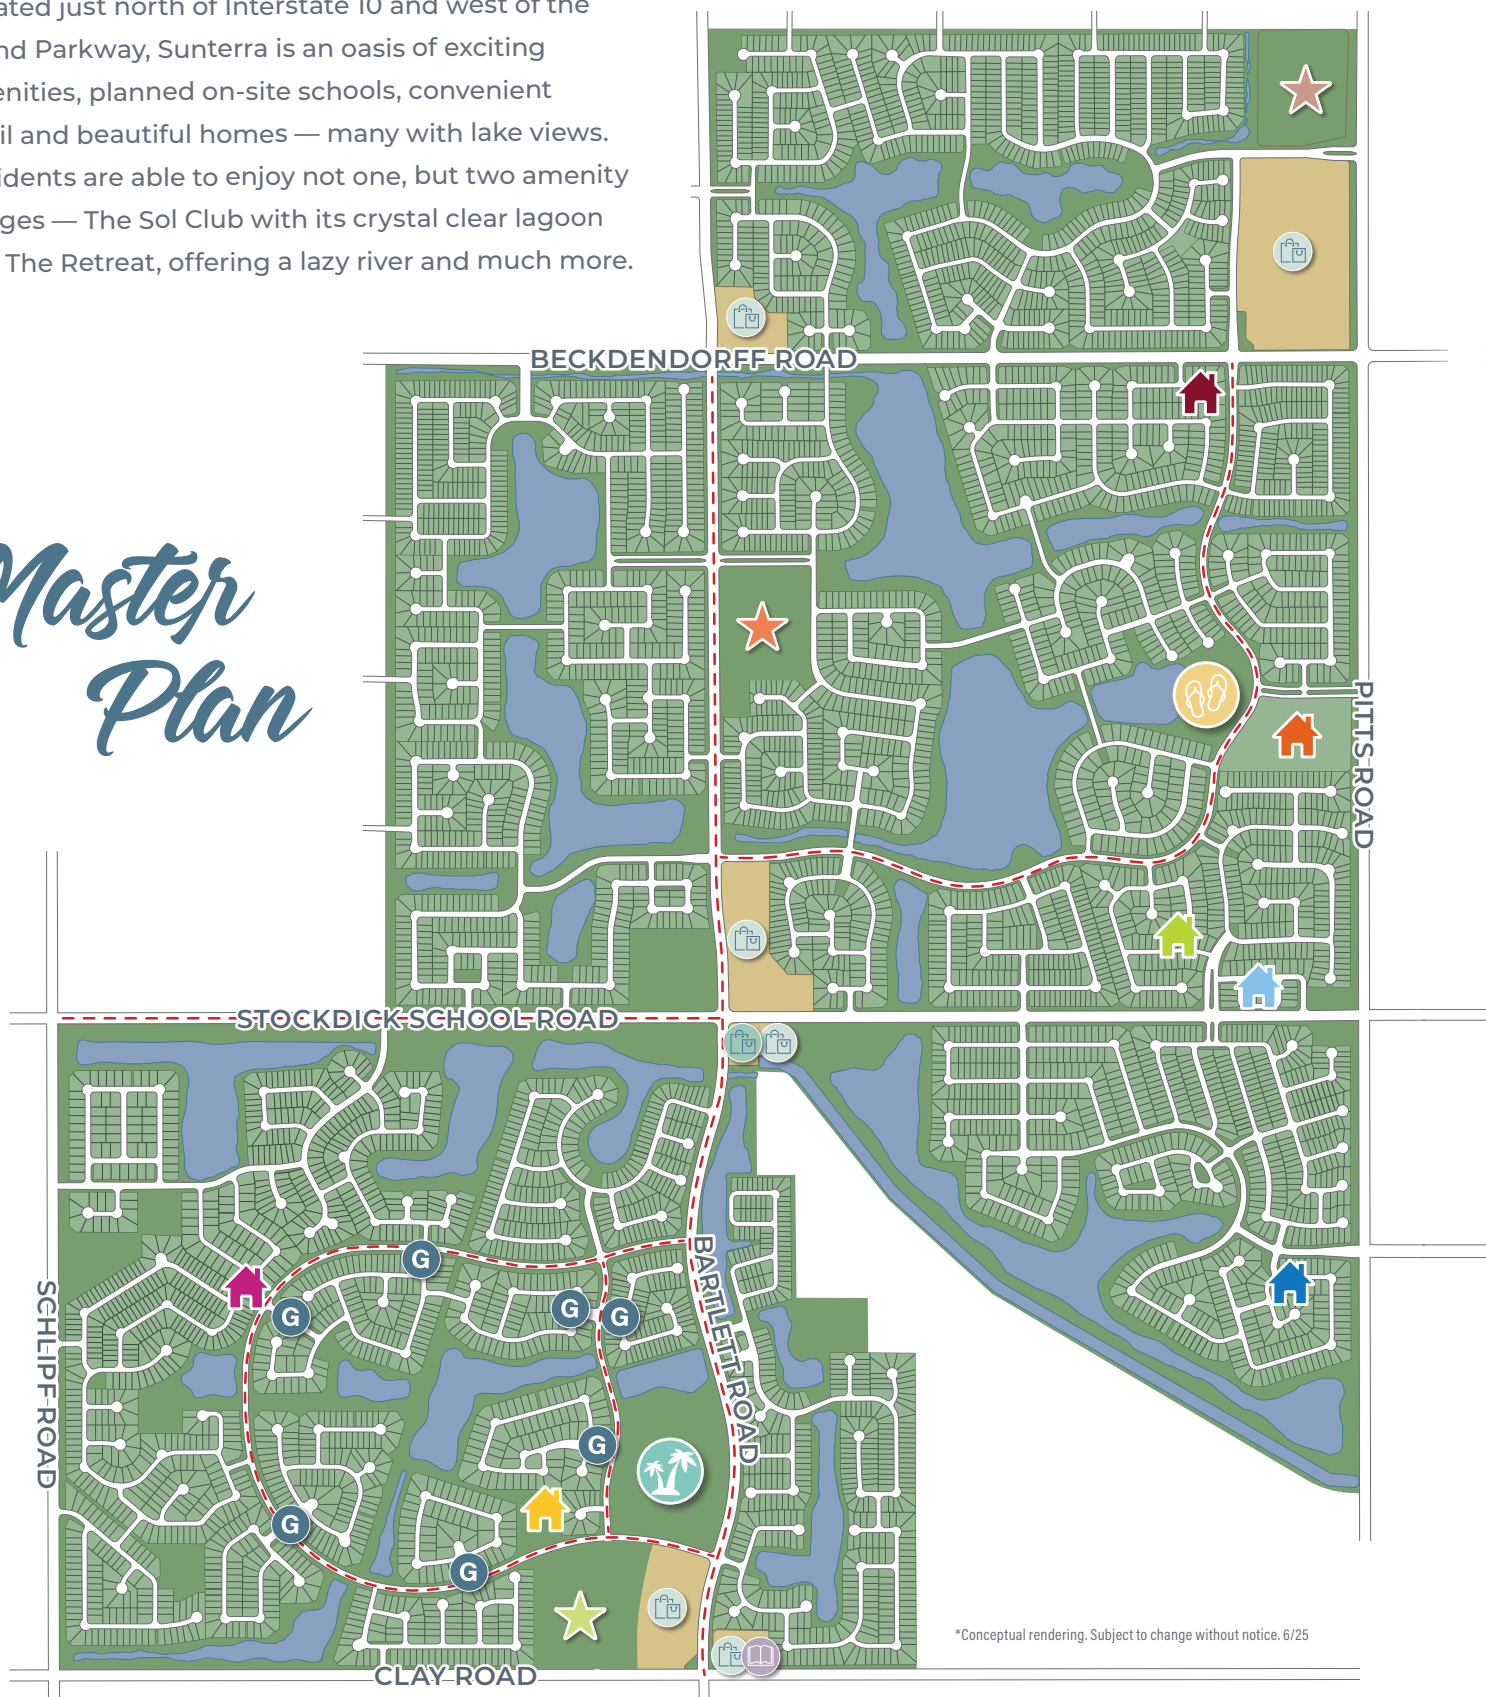 ated just north of Interstate 10 and west of the
nd Parkway, Sunterra is an oasis of exciting
enities, planned on-site schools, convenient
il and beautiful homes — many with lake views.
idents are able to enjoy not one, but two amenity
ges — The Sol Club with its crystal clear lagoon
The Retreat, offering a lazy river and much more.
BECKDENDORFF ROAD
Master
Plan
PITTS ROAD
STOCKDICK SCHOOL ROAD
BARTLETT ROAD
SCHLIPF ROAD
G
G
G
G
G
G
G
*Conceptual rendering. Subject to change without notice. 6/25
CLAY ROAD